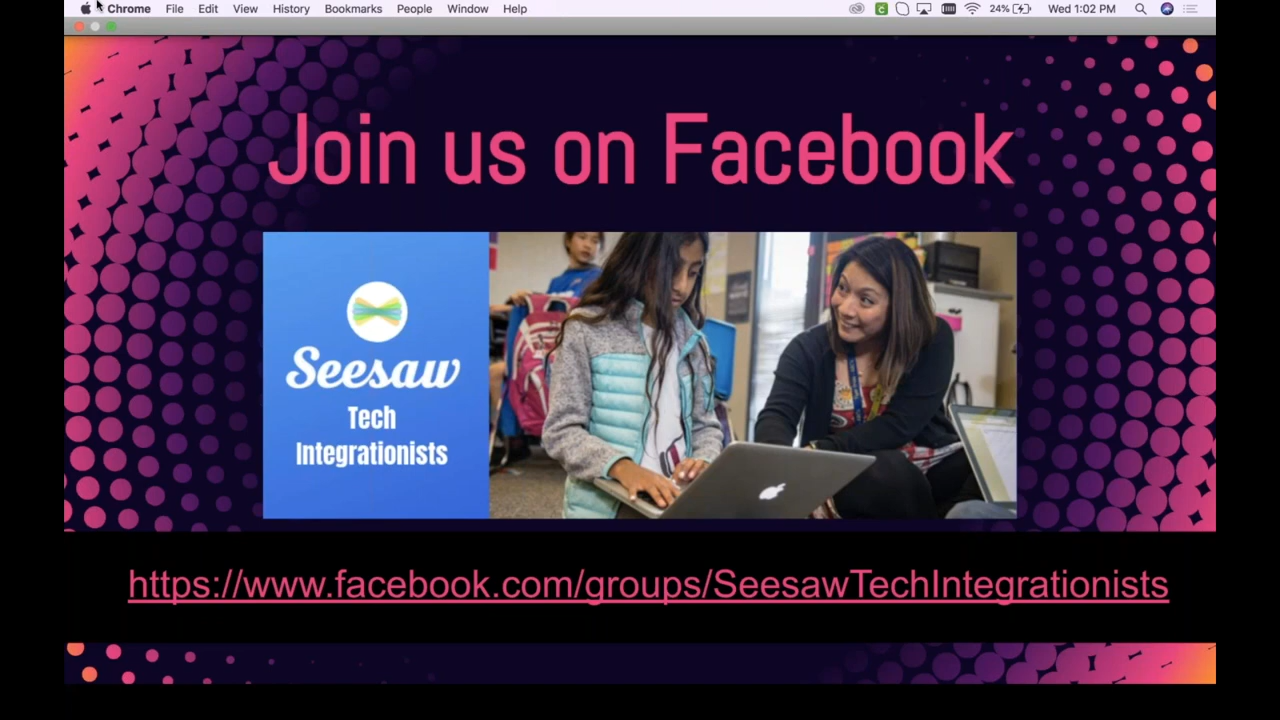 Chrome File Edit View History Bookmarks People Window Help 24% Wed 1:02 PM
Join us on Facebook
Seesaw
Tech
Integrationists
https://www.facebook.com/groups/SeesawTechIntegrationists